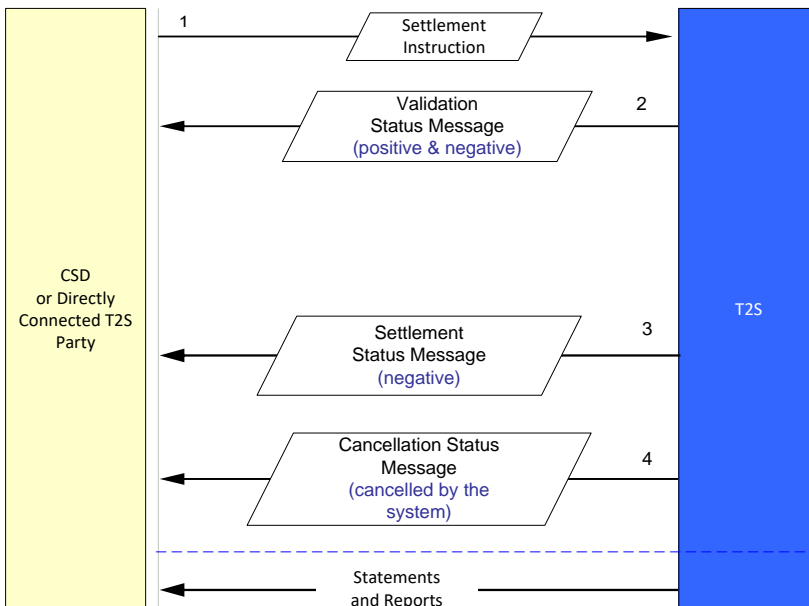 1
Settlement
Instruction
Validation
Status Message
(positive & negative)
2
CSD
or Directly
Connected T2S
Party
T2S
Settlement
Status Message
(negative)
3
Cancellation Status
Message
(cancelled by the
system)
4
Statements
and Reports